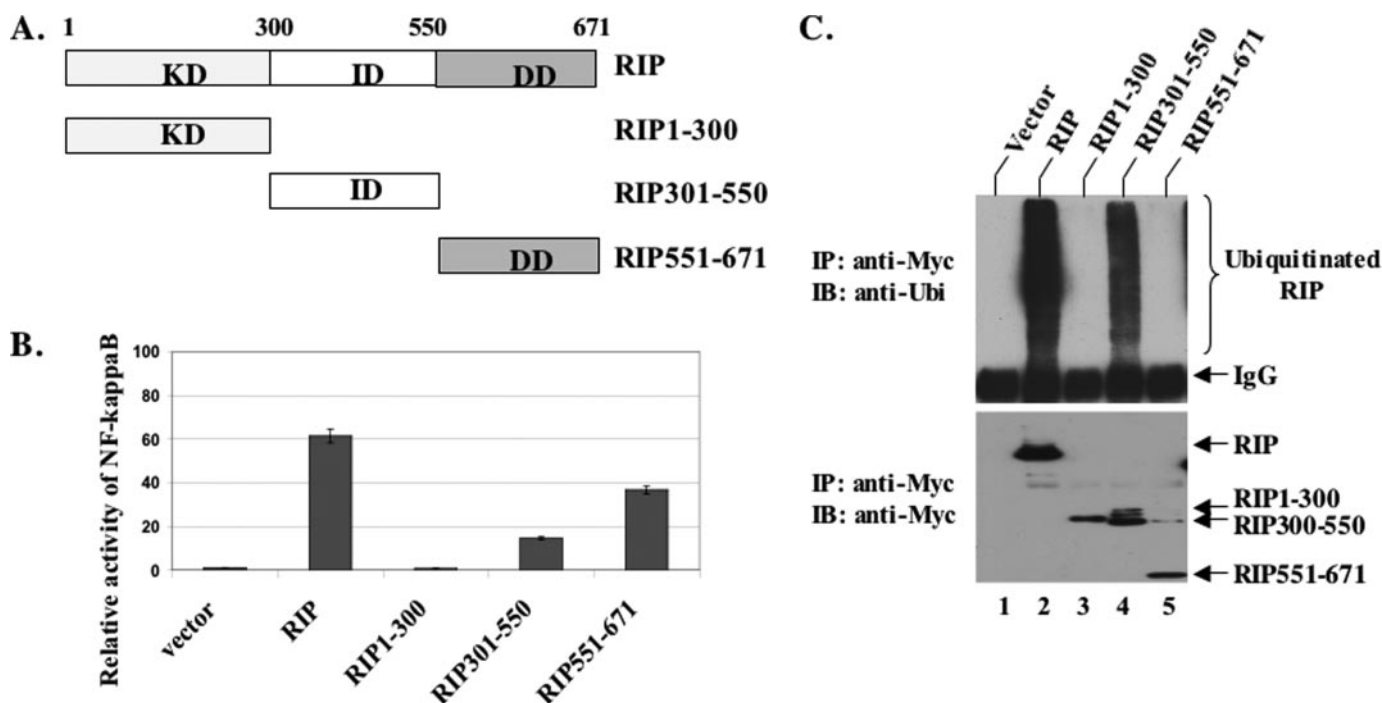 A.
1 300 550 671
KD ID DD RIP
KD RIP1-300
ID RIP301-550
DD RIP551-671
B.
Relative activity of NF-kappaB
100
80
60
40
20
0
vector
RIP
RIP1-300
RIP301-550
RIP551-671
C.
Vector
RIP
RIP1-300
RIP301-550
RIP551-671
IP: anti-Myc
IB: anti-Ubi
Ubiquitinated
RIP
IgG
IP: anti-Myc
IB: anti-Myc
RIP
RIP1-300
RIP300-550
RIP551-671
1 2 3 4 5